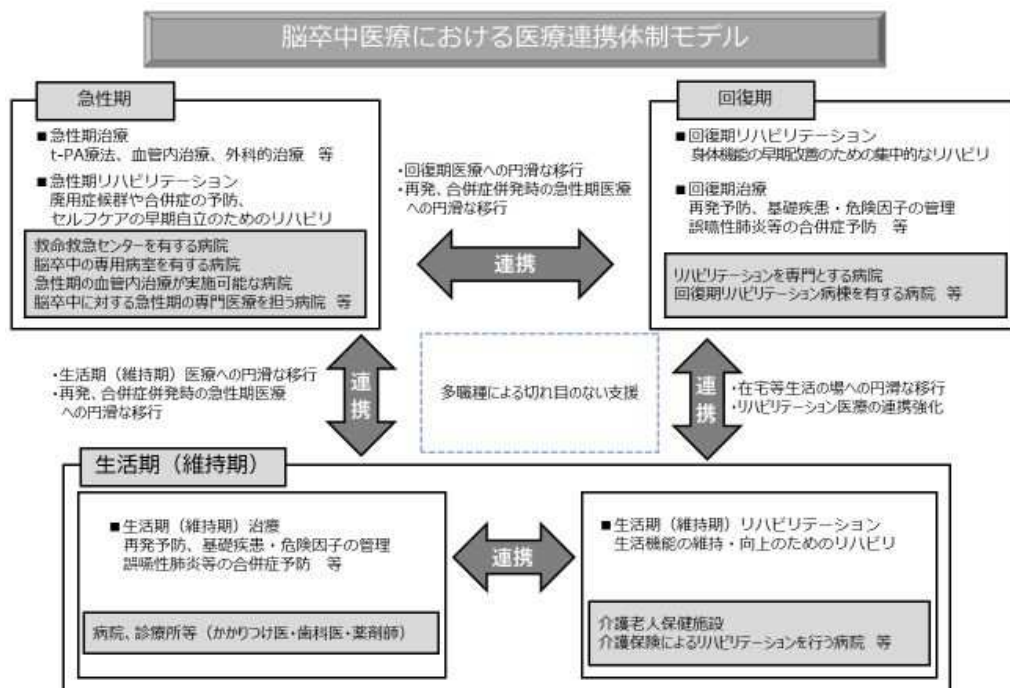 脳卒中医療における医療連携体制モデル
急性期
■急性期治療
t-PA療法、血管内治療、外科的治療 等
■急性期リハビリテーション
廃用症候群や合併症の予防、
セルフケアの早期自立のためのリハビリ
救命救急センターを有する病院
脳卒中の専用病室を有する病院
急性期の血管内治療が実施可能な病院
脳卒中に対する急性期の専門医療を担う病院 等
・回復期医療への円滑な移行
・再発、合併症併発時の急性期医療
への円滑な移行
連携
回復期
■回復期リハビリテーション
身体機能の早期改善のための集中的なリハビリ
■回復期治療
再発予防、基礎疾患・危険因子の管理
誤嚥性肺炎等の合併症予防 等
リハビリテーションを専門とする病院
回復期リハビリテーション病棟を有する病院 等
・生活期（維持期）医療への円滑な移行
・再発、合併症併発時の急性期医療
への円滑な移行
連携
多職種による切れ目のない支援
連携
・在宅等生活の場への円滑な移行
・リハビリテーション医療の連携強化
生活期（維持期）
■生活期（維持期）治療
再発予防、基礎疾患・危険因子の管理
誤嚥性肺炎等の合併症予防 等
病院、診療所等（かかりつけ医・歯科医・薬剤師）
連携
■生活期（維持期）リハビリテーション
生活機能の維持・向上のためのリハビリ
介護老人保健施設
介護保険によるリハビリテーションを行う病院 等